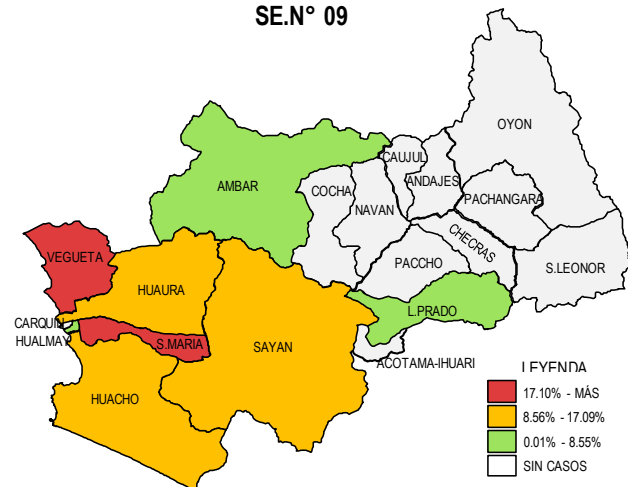 SE.N° 09
OYON
CAUJUL
ANDAJES
AMBAR
COCHA
NAVAN
PACHANGARA
CHECRAS
VEGUETA
PACCHO
S.LEONOR
HUAURA
L.PRADO
CARQUIN
HUALMAY
S.MARIA
SAYAN
ACOTAMA-IHUARI
HUACHO
LEYENDA
17.10% - MÁS
8.56% - 17.09%
0.01% - 8.55%
SIN CASOS